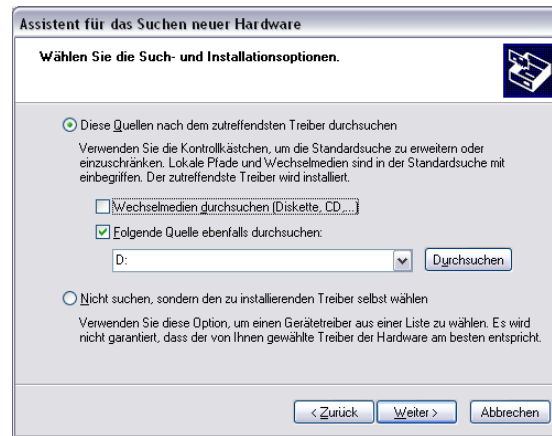 Assistent für das Suchen neuer Hardware
Wählen Sie die Such- und Installationsoptionen.
Diese Quellen nach dem zutreffendsten Treiber durchsuchen
Verwenden Sie die Kontrollkästchen, um die Standardsuche zu erweitern oder
einzuschränken. Lokale Pfade und Wechselmedien sind in der Standardsuche mit
einbegriffen. Der zutreffendste Treiber wird installiert.
Wechselmedien durchsuchen (Diskette, CD,...)
Folgende Quelle ebenfalls durchsuchen:
D: Durchsuchen
Nicht suchen, sondern den zu installierenden Treiber selbst wählen
Verwenden Sie diese Option, um einen Gerätetreiber aus einer Liste zu wählen. Es wird
nicht garantiert, dass der von Ihnen gewählte Treiber der Hardware am besten entspricht.
< Zurück Weiter > Abbrechen